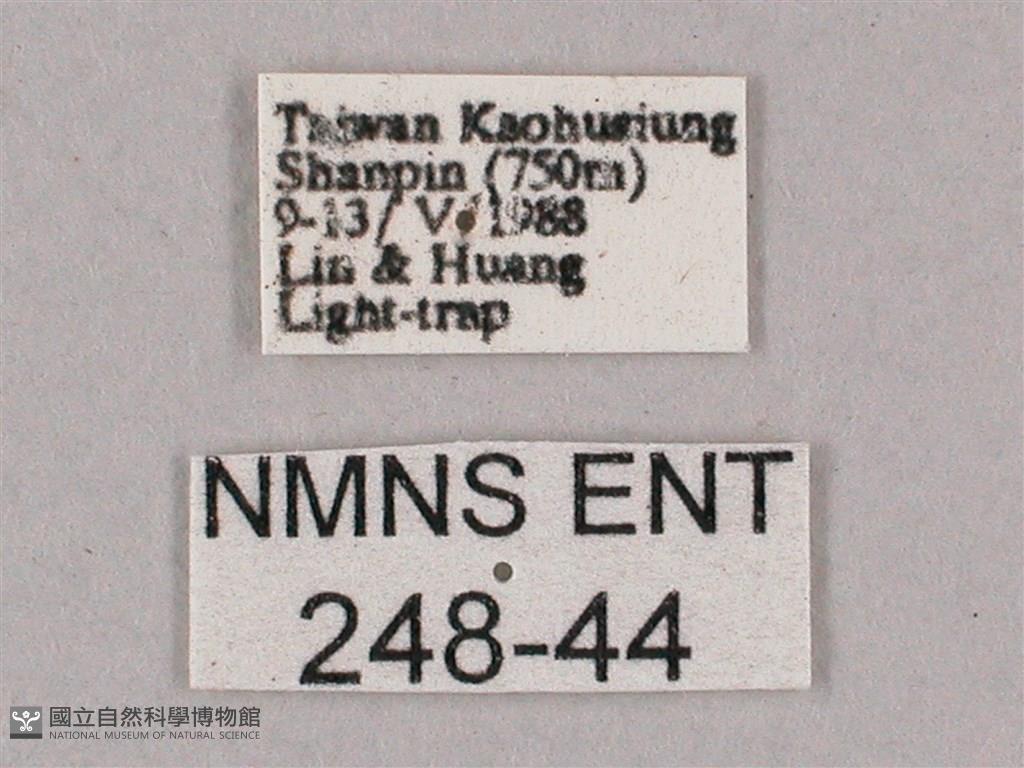 Taiwan Kaohusiung
Shanpin (750m)
9-13/ V/1988
Lin & Huang
Light-trap
NMNS ENT
248-44
國立自然科學博物館
NATIONAL MUSEUM OF NATURAL SCIENCE